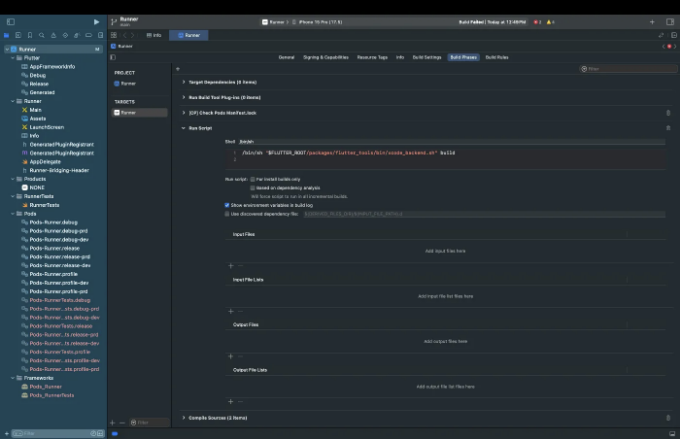 Runner
Runner
iPhone 15 Pro (17.5)
Build Failed | Today at 12:49 PM
Info
Runner
Runner
Runner
Flutter
AppFrameworkInfo
Debug
Release
Generated
Runner
Main
Assets
LaunchScreen
Info
GeneratedPluginRegistrant
GeneratedPluginRegistrant
AppDelegate
Runner-Bridging-Header
Products
NONE
RunnerTests
RunnerTests
Pods
Pods-Runner.debug
Pods-Runner.debug-prd
Pods-Runner.debug-dev
Pods-Runner.release
Pods-Runner.release-prd
Pods-Runner.release-dev
Pods-Runner.profile
Pods-Runner.profile-dev
Pods-Runner.profile-prd
Pods-RunnerTests.debug
Pods-Runner...sts.debug-prd
Pods-Runner...sts.debug-dev
Pods-RunnerTests.release
Pods-Runner...ts.release-prd
Pods-Runner...ts.release-dev
Pods-RunnerTests.profile
Pods-Runner...sts.profile-dev
Pods-Runner...sts.profile-prd
Frameworks
Pods_Runner
Pods_RunnerTests
Filter
General Signing & Capabilities Resource Tags Info Build Settings Build Phases Build Rules
PROJECT
Runner
TARGETS
Runner
Filter
Filter
Target Dependencies (0 items)
Run Build Tool Plug-ins (0 items)
[CP] Check Pods Manifest.lock
Run Script
Shell /bin/sh
1 /bin/sh "$FLUTTER_ROOT/packages/flutter_tools/bin/xcode_backend.sh" build
2
Run script: For install builds only
Based on dependency analysis
Will force script to run in all incremental builds.
Show environment variables in build log
Use discovered dependency file:
Input Files
Add input files here
Input File Lists
Add input file list files here
Output Files
Add output files here
Output File Lists
Add output file list files here
Compile Sources (2 items)